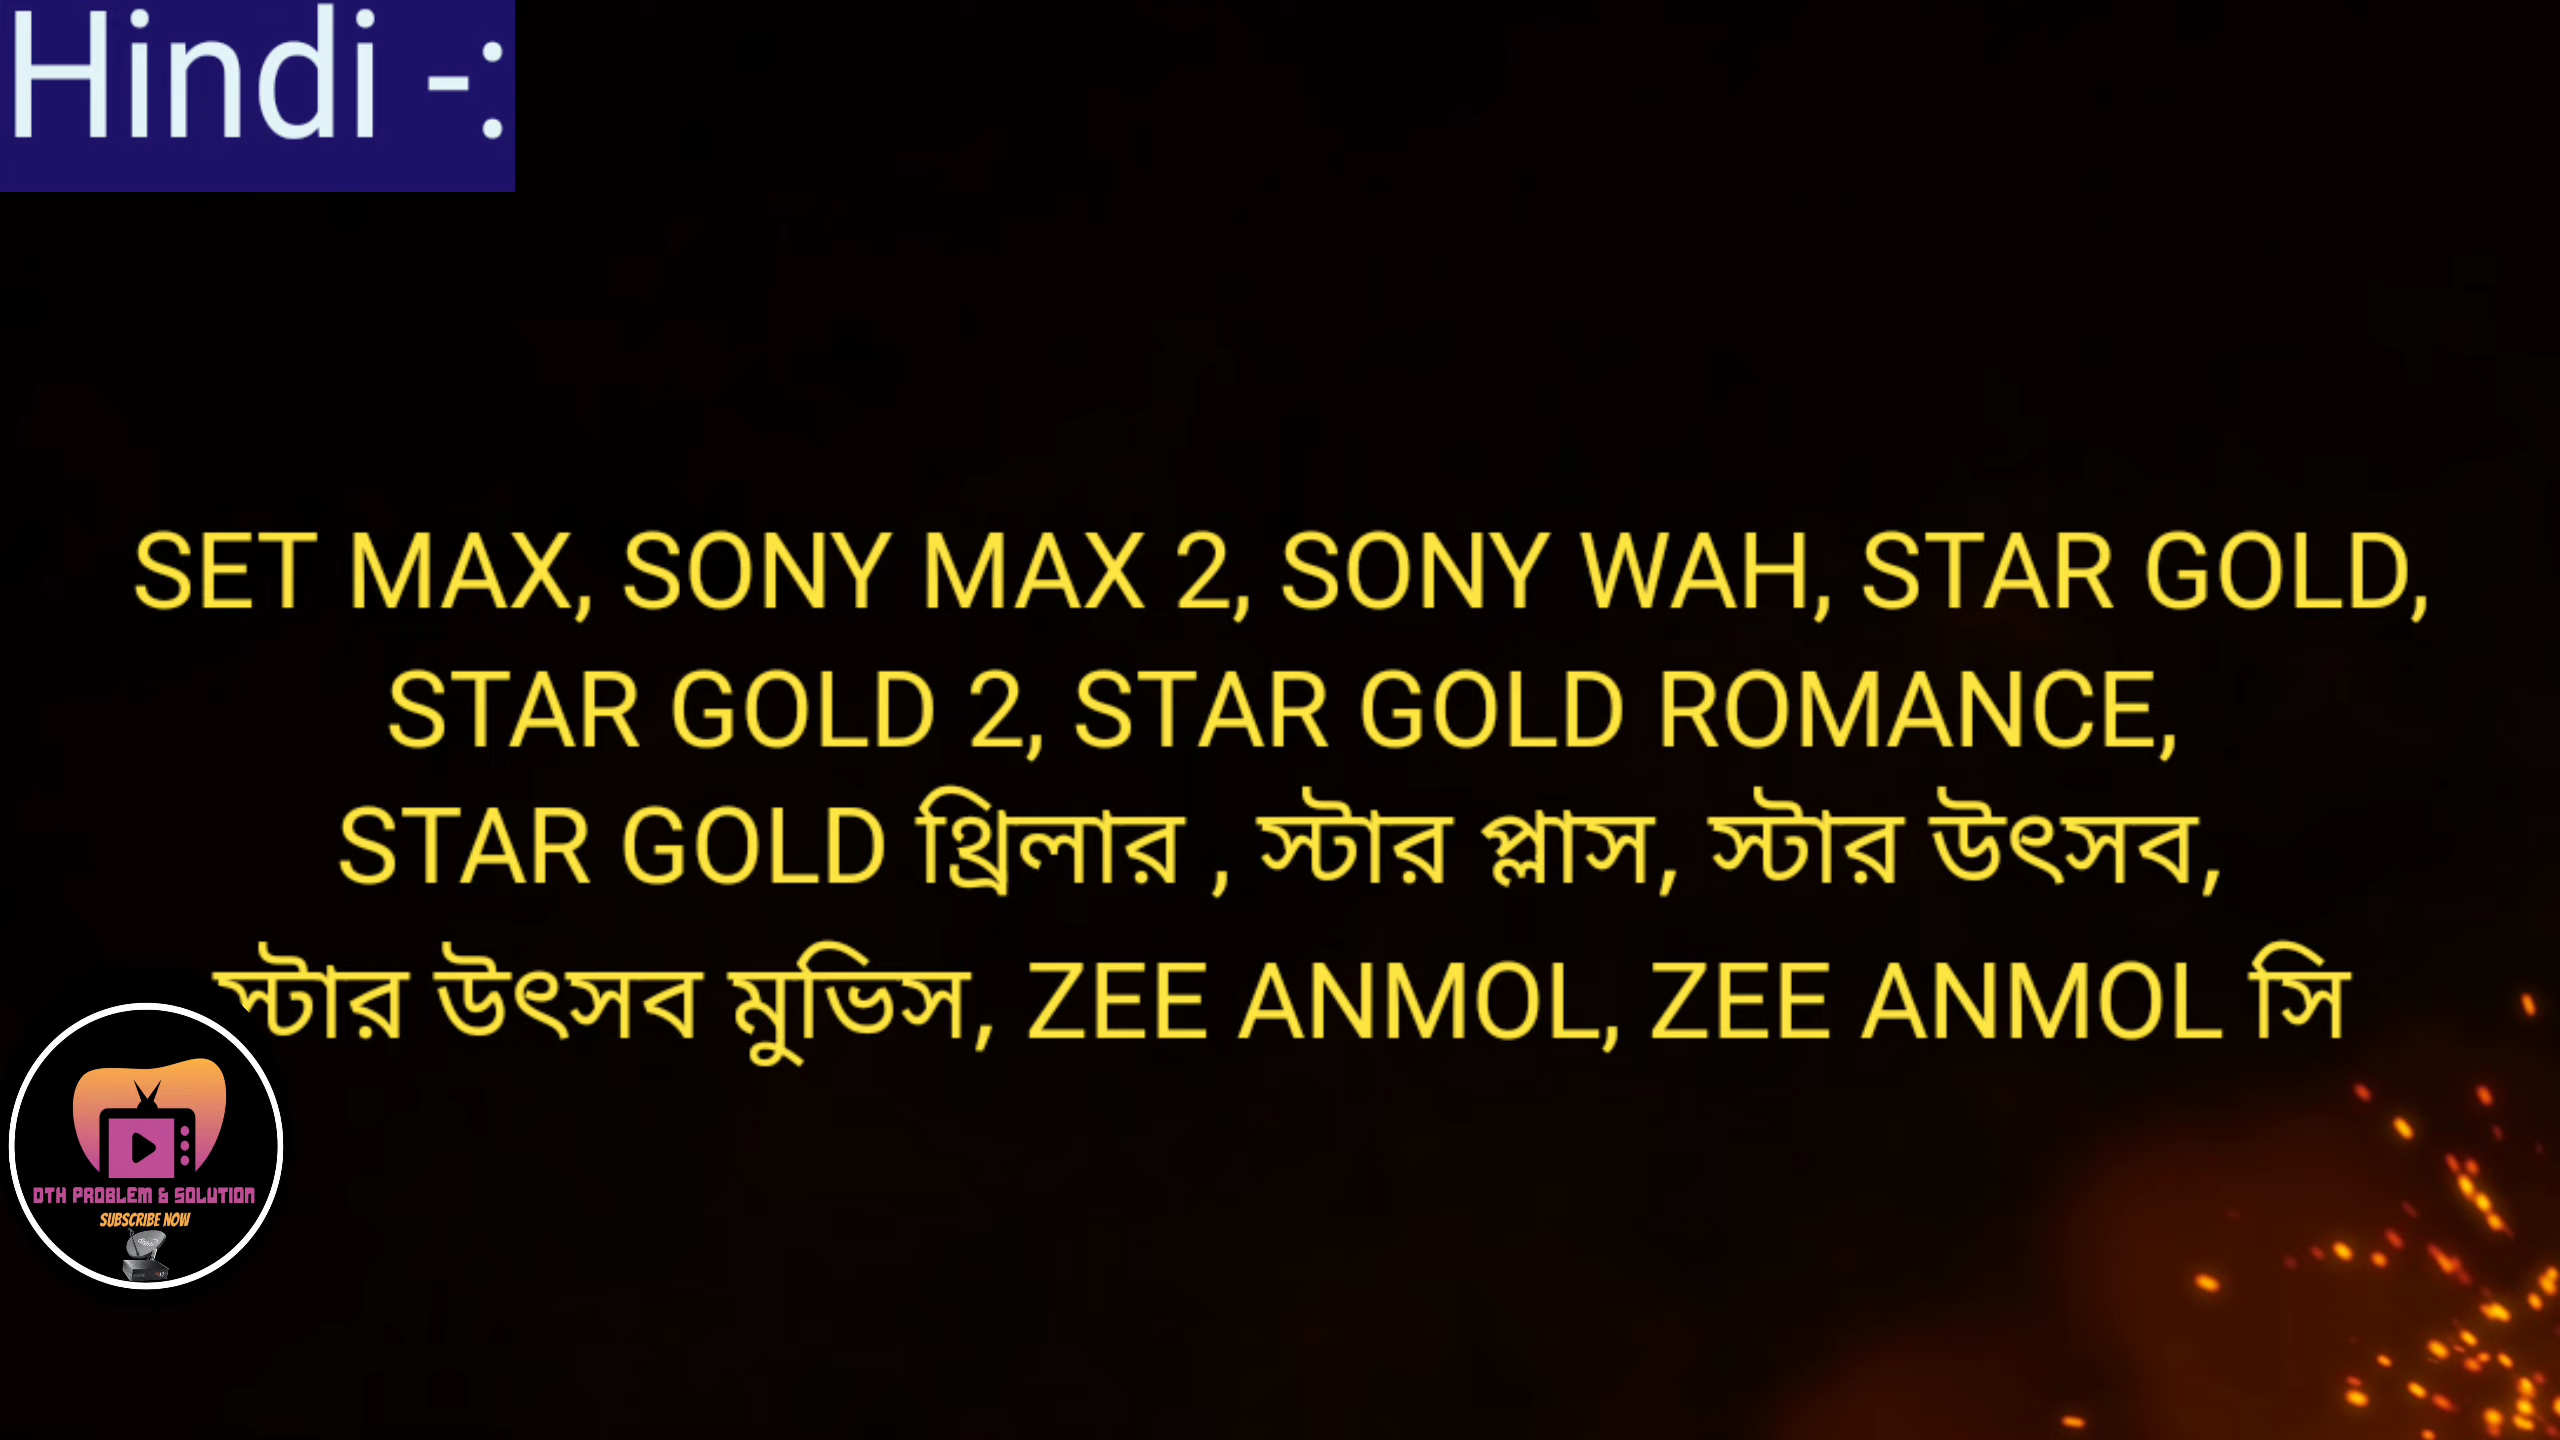 Hindi -:
SET MAX, SONY MAX 2, SONY WAH, STAR GOLD,
STAR GOLD 2, STAR GOLD ROMANCE,
STAR GOLD থ্রিলার , স্টার প্লাস, স্টার উৎসব,
স্টার উৎসব মুভিস, ZEE ANMOL, ZEE ANMOL সি
DTH PROBLEM & SOLUTION
SUBSCRIBE NOW